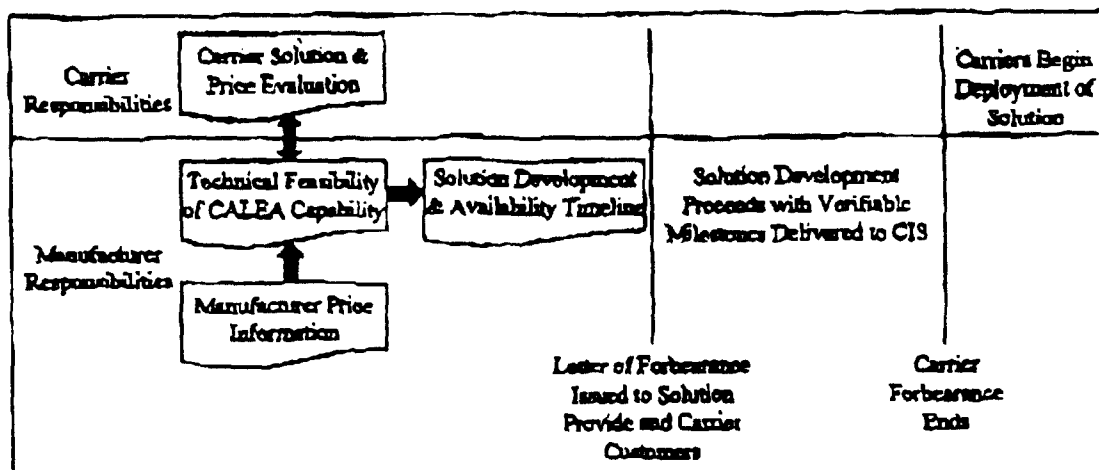 Carrier
Responsibilities
Carrier Solution &
Price Evaluation
Carriers Begin
Deployment of
Solution
Manufacturer
Responsibilities
Technical Feasibility
of CALEA Capability
Solution Development
& Availability Timeline
Solution Development
Proceeds with Verifiable
Milestones Delivered to CIS
Manufacturer Price
Information
Letter of Forbearance
Issued to Solution
Provide and Carrier
Customers
Carrier
Forbearance
Ends